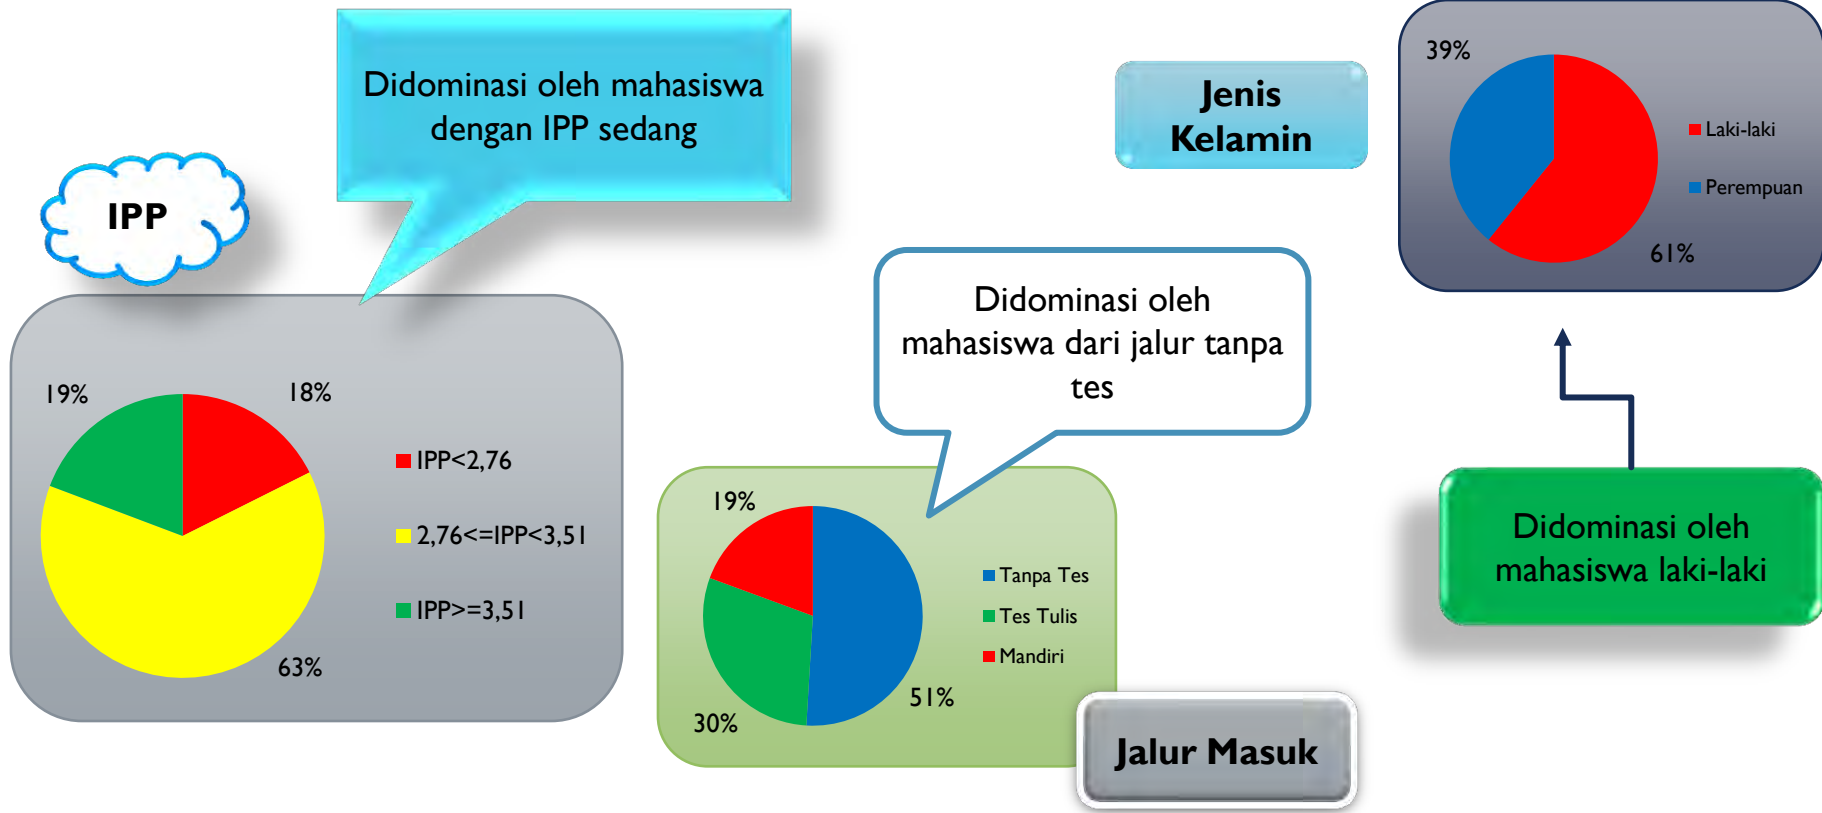 IPP
Didominasi oleh mahasiswa
dengan IPP sedang
19%
18%
63%
IPP<2,76
2,76<=IPP<3,51
IPP>=3,51
Didominasi oleh
mahasiswa dari jalur tanpa
tes
19%
30%
51%
Tanpa Tes
Tes Tulis
Mandiri
Jalur Masuk
Jenis
Kelamin
39%
61%
Laki-laki
Perempuan
Didominasi oleh
mahasiswa laki-laki